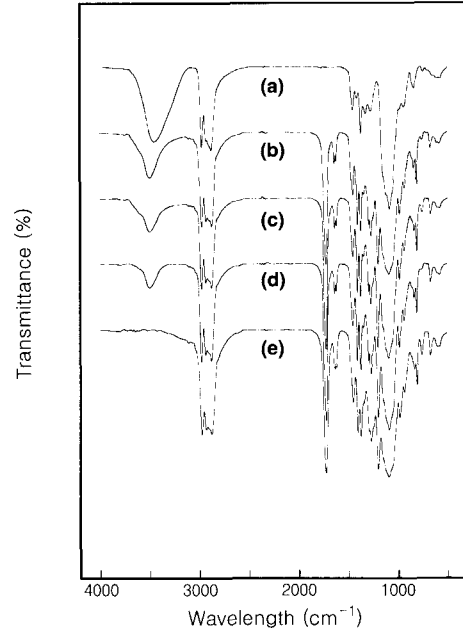 (a)
(b)
(c)
(d)
(e)
Transmittance (%)
4000 3000 2000 1000
Wavelength (cm⁻¹)